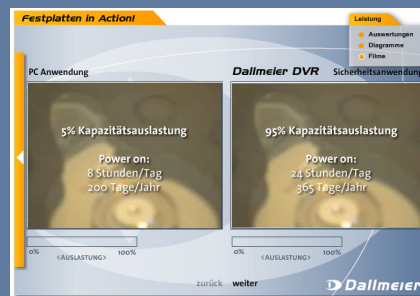 Festplatten in Action!
Leistung
Auswertungen
Diagramme
Filme
PC Anwendung
Dallmeier DVR Sicherheitsanwendung
5% Kapazitätsauslastung
Power on:
8 Stunden/Tag
200 Tage/Jahr
95% Kapazitätsauslastung
Power on:
24 Stunden/Tag
365 Tage/Jahr
0% <AUSLASTUNG> 100%
0% <AUSLASTUNG> 100%
zurück weiter
Dallmeier